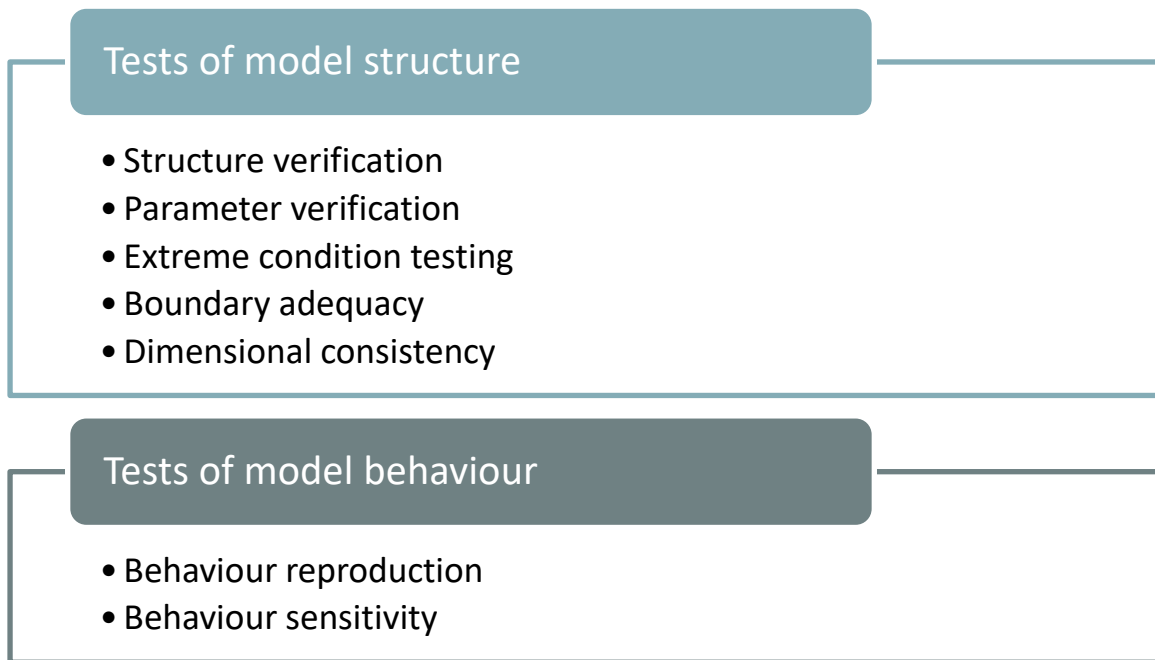 Tests of model structure
• Structure verification
• Parameter verification
• Extreme condition testing
• Boundary adequacy
• Dimensional consistency
Tests of model behaviour
• Behaviour reproduction
• Behaviour sensitivity